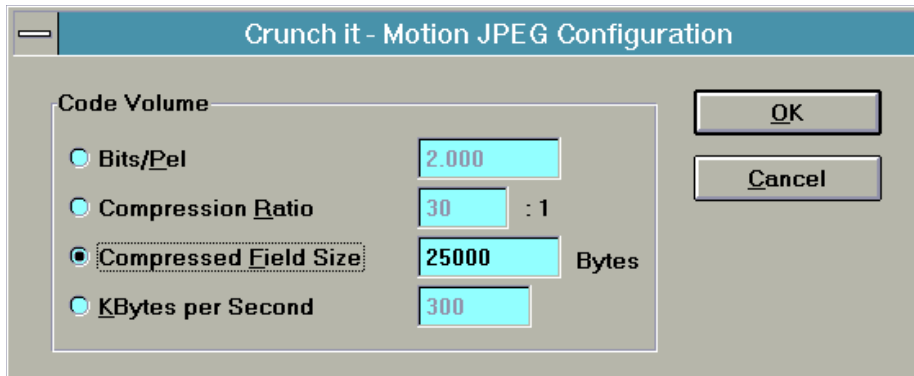 Crunch it - Motion JPEG Configuration
Code Volume
Bits/Pel 2.000
Compression Ratio 30 : 1
Compressed Field Size 25000 Bytes
KBytes per Second 300
OK
Cancel